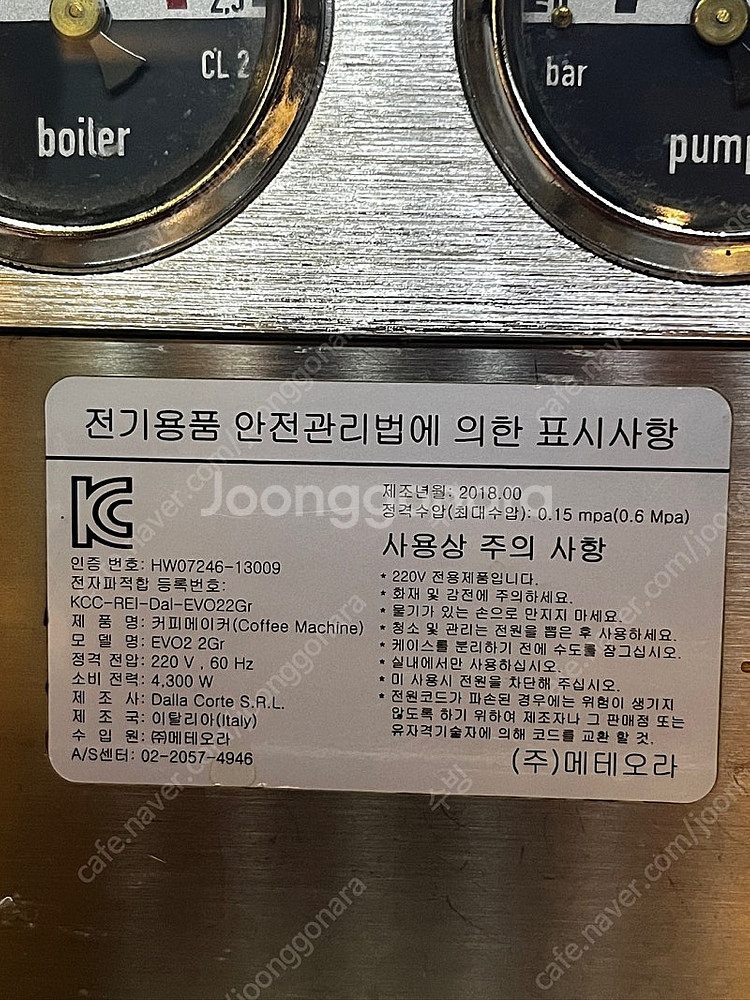 2,5
CL 2
boiler
bar
pump
전기용품 안전관리법에 의한 표시사항
제조년월: 2018.00
정격수압(최대수압): 0.15 mpa(0.6 Mpa)
사용상 주의 사항
인증 번호: HW07246-13009
전자파적합 등록번호:
KCC-REI-Dal-EVO22Gr
제 품 명: 커피메이커(Coffee Machine)
모 델 명: EVO2 2Gr
정격 전압: 220 V , 60 Hz
소비 전력: 4,300 W
제 조 사: Dalla Corte S.R.L.
제 조 국: 이탈리아(Italy)
수 입 원: ㈜메테오라
A/S센터: 02-2057-4946
* 220V 전용제품입니다.
* 화재 및 감전에 주의하세요.
* 물기가 있는 손으로 만지지 마세요.
* 청소 및 관리는 전원을 뽑은 후 사용하세요.
* 케이스를 분리하기 전에 수도를 잠그십시오.
* 실내에서만 사용하십시오.
* 미 사용시 전원을 차단해 주십시오.
* 전원코드가 파손된 경우에는 위험이 생기지
않도록 하기 위하여 제조자나 그 판매점 또는
유자격기술자에 의해 코드를 교환 할 것.
(주)메테오라
Joonggonara
cafe.naver.com/joonggonara
수방